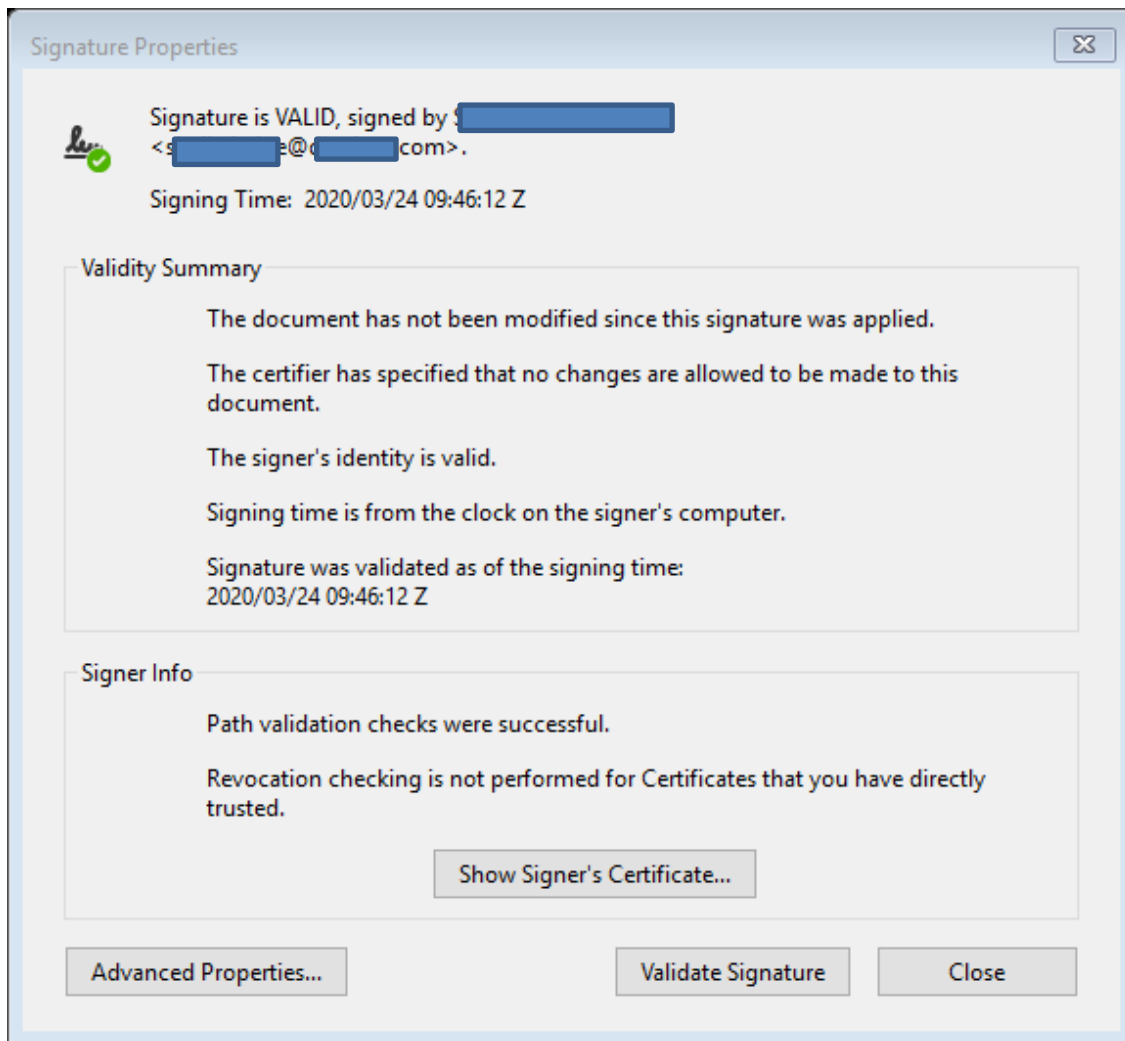 Signature Properties
Signature is VALID, signed by
<s e@ com>.
Signing Time: 2020/03/24 09:46:12 Z
Validity Summary
The document has not been modified since this signature was applied.
The certifier has specified that no changes are allowed to be made to this
document.
The signer's identity is valid.
Signing time is from the clock on the signer's computer.
Signature was validated as of the signing time:
2020/03/24 09:46:12 Z
Signer Info
Path validation checks were successful.
Revocation checking is not performed for Certificates that you have directly
trusted.
Show Signer's Certificate...
Advanced Properties...
Validate Signature
Close